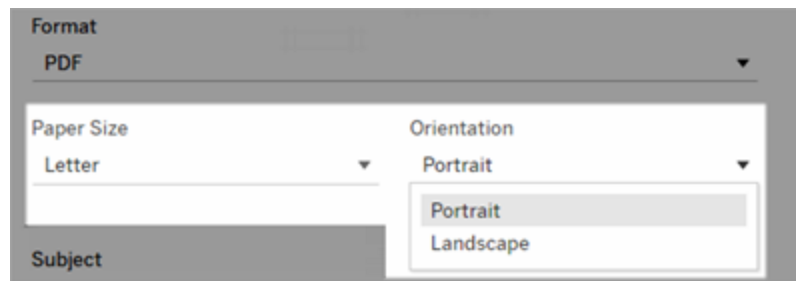 Format
PDF
Paper Size
Letter
Orientation
Portrait
Portrait
Landscape
Subject